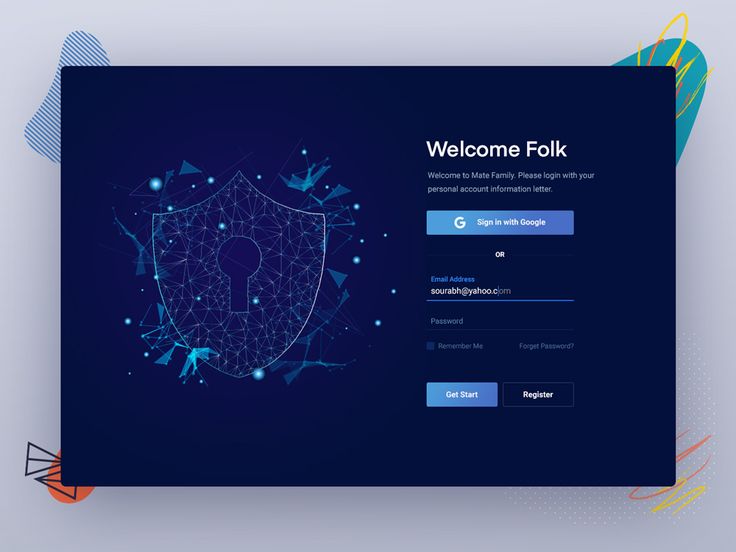 Welcome Folk
Welcome to Mate Family. Please login with your
personal account information letter.
G Sign in with Google
OR
Email Address
sourabh@yahoo.com
Password
Remember Me Forget Password?
Get Start Register